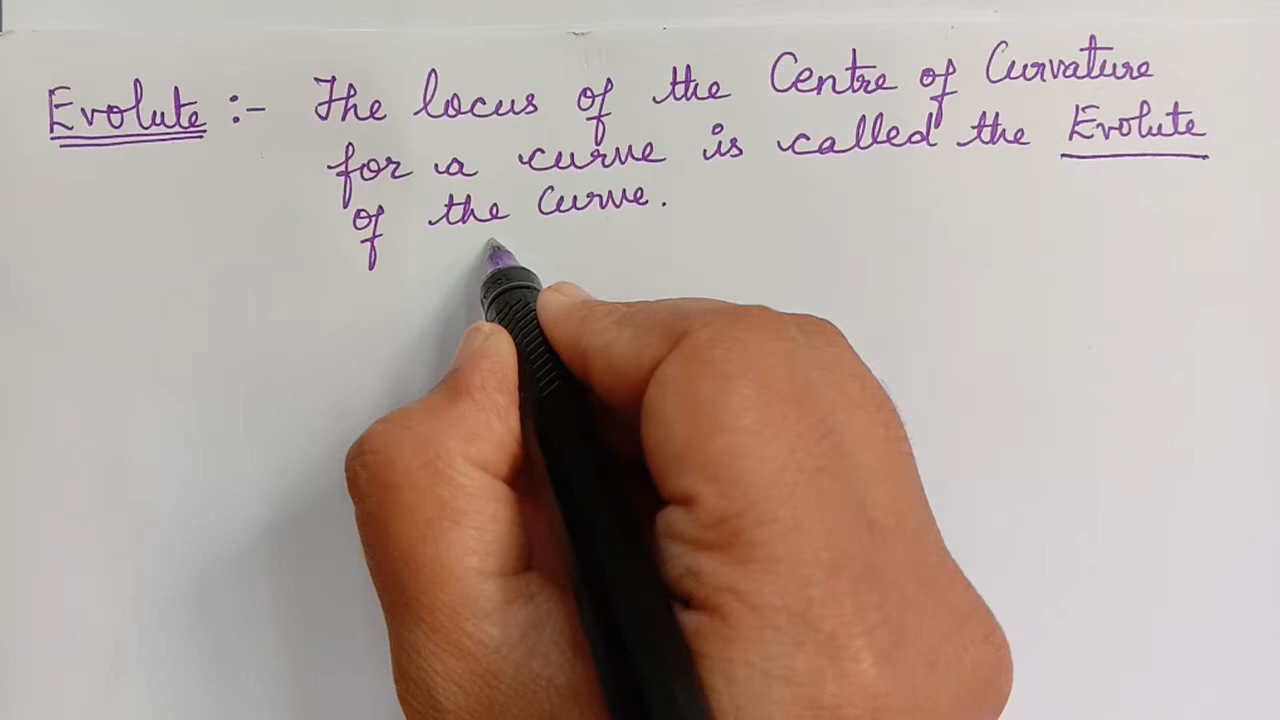 Evolute :- The locus of the Centre of Curvature
for a curve is called the Evolute
of the Curve.